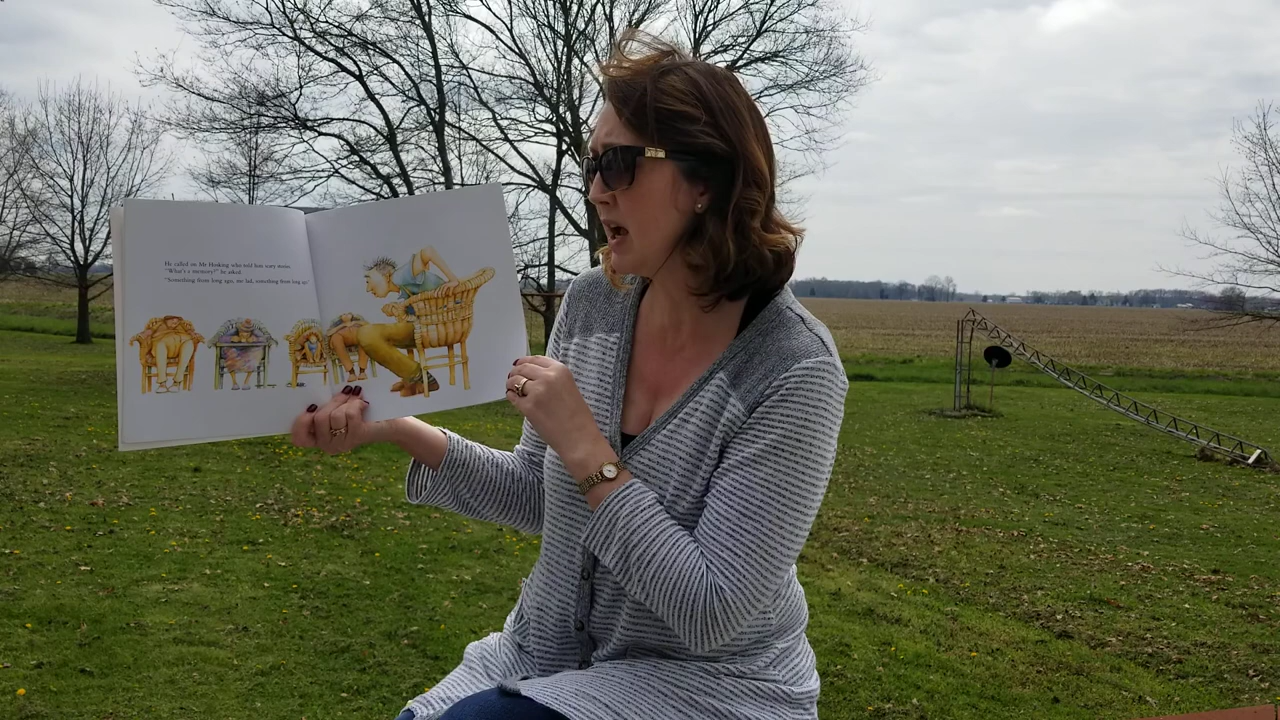 He called on Mr Hosking who told him scary stories.
"What's a memory?" he asked.
"Something from long ago, me lad, something from long ago."